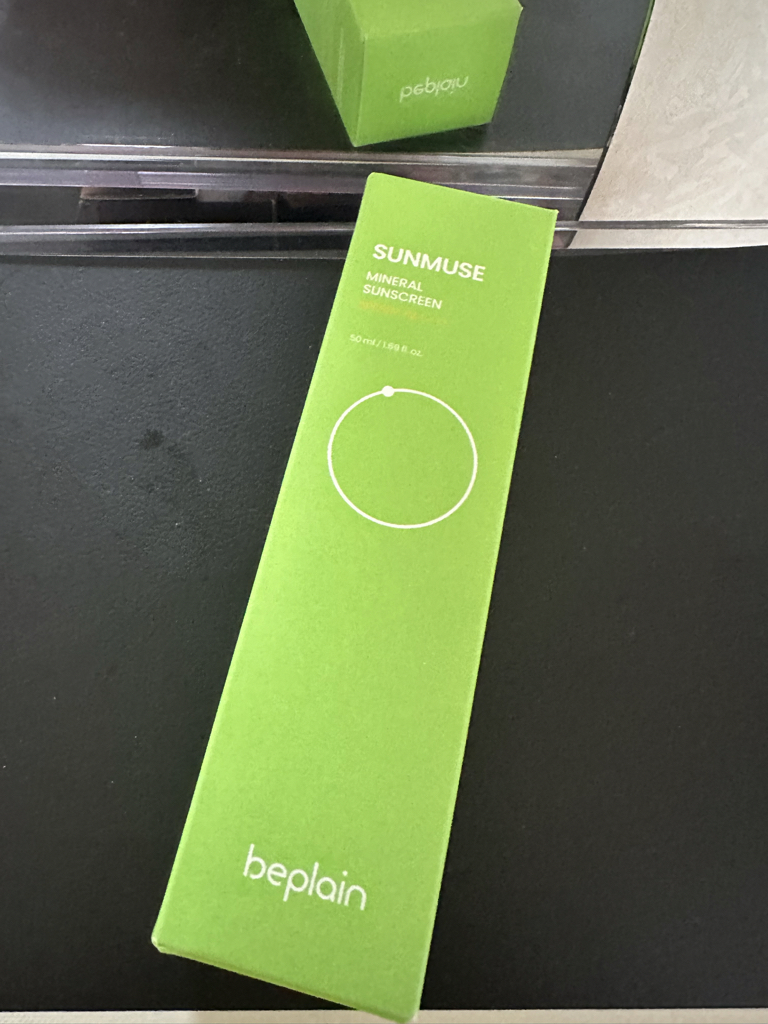 beplain
SUNMUSE
MINERAL
SUNSCREEN
50 ml / 1.69 fl. oz.
beplain